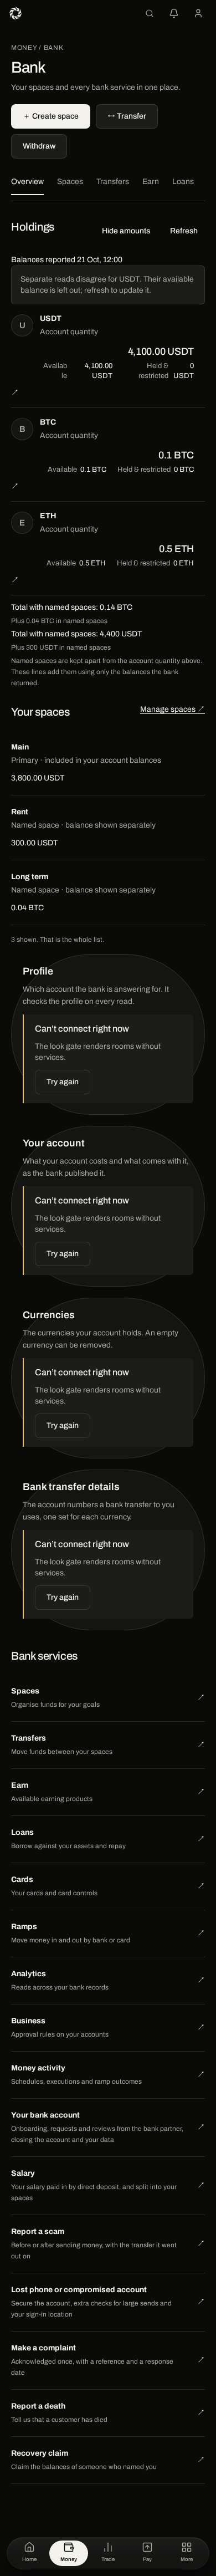 MONEY / BANK
Bank
Your spaces and every bank service in one place.
+ Create space
↔ Transfer
Withdraw
Overview
Spaces
Transfers
Earn
Loans
Holdings
Hide amounts
Refresh
Balances reported 21 Oct, 12:00
Separate reads disagree for USDT. Their available
balance is left out; refresh to update it.
U
USDT
Account quantity
4,100.00 USDT
Availab
le
4,100.00
USDT
Held &
restricted
0
USDT
↗
B
BTC
Account quantity
0.1 BTC
Available 0.1 BTC
Held & restricted 0 BTC
↗
E
ETH
Account quantity
0.5 ETH
Available 0.5 ETH
Held & restricted 0 ETH
↗
Total with named spaces: 0.14 BTC
Plus 0.04 BTC in named spaces
Total with named spaces: 4,400 USDT
Plus 300 USDT in named spaces
Named spaces are kept apart from the account quantity above.
These lines add them using only the balances the bank
returned.
Your spaces
Manage spaces ↗
Main
Primary · included in your account balances
3,800.00 USDT
Rent
Named space · balance shown separately
300.00 USDT
Long term
Named space · balance shown separately
0.04 BTC
3 shown. That is the whole list.
Profile
Which account the bank is answering for. It
checks the profile on every read.
Can't connect right now
The look gate renders rooms without
services.
Try again
Your account
What your account costs and what comes with it,
as the bank published it.
Can't connect right now
The look gate renders rooms without
services.
Try again
Currencies
The currencies your account holds. An empty
currency can be removed.
Can't connect right now
The look gate renders rooms without
services.
Try again
Bank transfer details
The account numbers a bank transfer to you
uses, one set for each currency.
Can't connect right now
The look gate renders rooms without
services.
Try again
Bank services
Spaces
Organise funds for your goals
↗
Transfers
Move funds between your spaces
↗
Earn
Available earning products
↗
Loans
Borrow against your assets and repay
↗
Cards
Your cards and card controls
↗
Ramps
Move money in and out by bank or card
↗
Analytics
Reads across your bank records
↗
Business
Approval rules on your accounts
↗
Money activity
Schedules, executions and ramp outcomes
↗
Your bank account
Onboarding, requests and reviews from the bank partner,
closing the account and your data
↗
Salary
Your salary paid in by direct deposit, and split into your
spaces
↗
Report a scam
Before or after sending money, with the transfer it went
out on
↗
Lost phone or compromised account
Secure the account, extra checks for large sends and
your sign-in location
↗
Make a complaint
Acknowledged once, with a reference and a response
date
↗
Report a death
Tell us that a customer has died
↗
Recovery claim
Claim the balances of someone who named you
↗
Home
Money
Trade
Pay
More